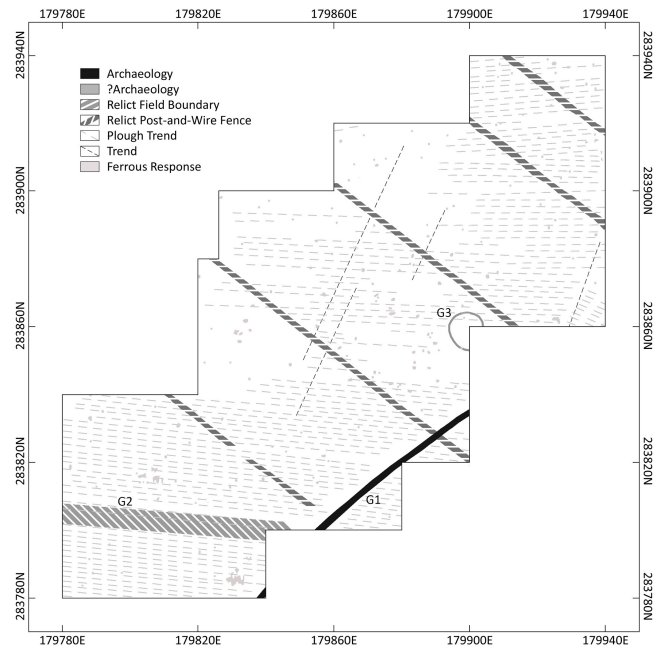 179780E 179820E 179860E 179900E 179940E
283940N 283940N
Archaeology
?Archaeology
Relict Field Boundary
Relict Post-and-Wire Fence
Plough Trend
Trend
Ferrous Response
283900N 283900N
G3
283860N 283860N
283820N 283820N
G2 G1
283780N 283780N
179780E 179820E 179860E 179900E 179940E